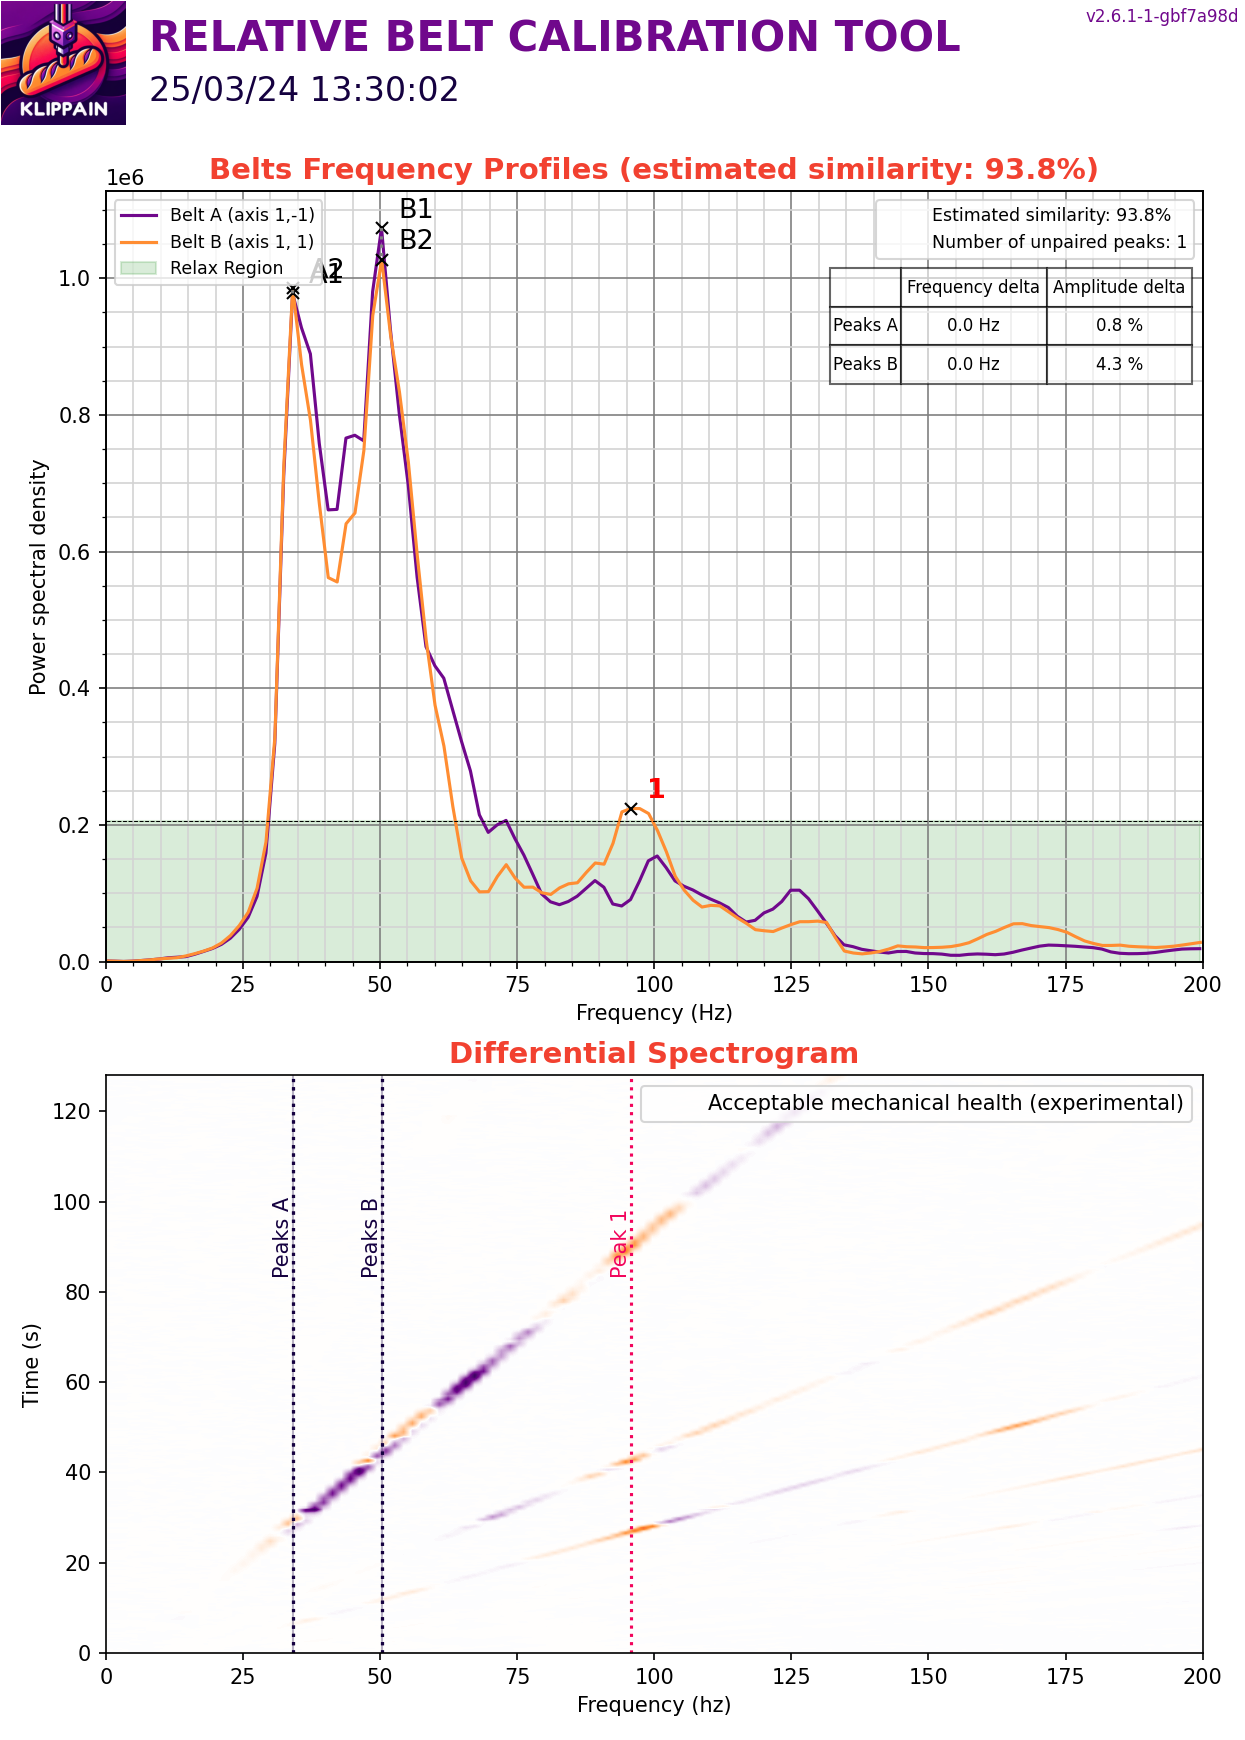 KLIPPAIN
RELATIVE BELT CALIBRATION TOOL
25/03/24 13:30:02
v2.6.1-1-gbf7a98d
Belts Frequency Profiles (estimated similarity: 93.8%)
1e6
Belt A (axis 1,-1)
Belt B (axis 1, 1)
Relax Region
B1
B2
A2
1
Estimated similarity: 93.8%
Number of unpaired peaks: 1
Frequency delta Amplitude delta
Peaks A 0.0 Hz 0.8 %
Peaks B 0.0 Hz 4.3 %
1.0
0.8
0.6
0.4
0.2
0.0
Power spectral density
0 25 50 75 100 125 150 175 200
Frequency (Hz)
Differential Spectrogram
Acceptable mechanical health (experimental)
Peaks A
Peaks B
Peak 1
120
100
80
60
40
20
0
Time (s)
0 25 50 75 100 125 150 175 200
Frequency (hz)